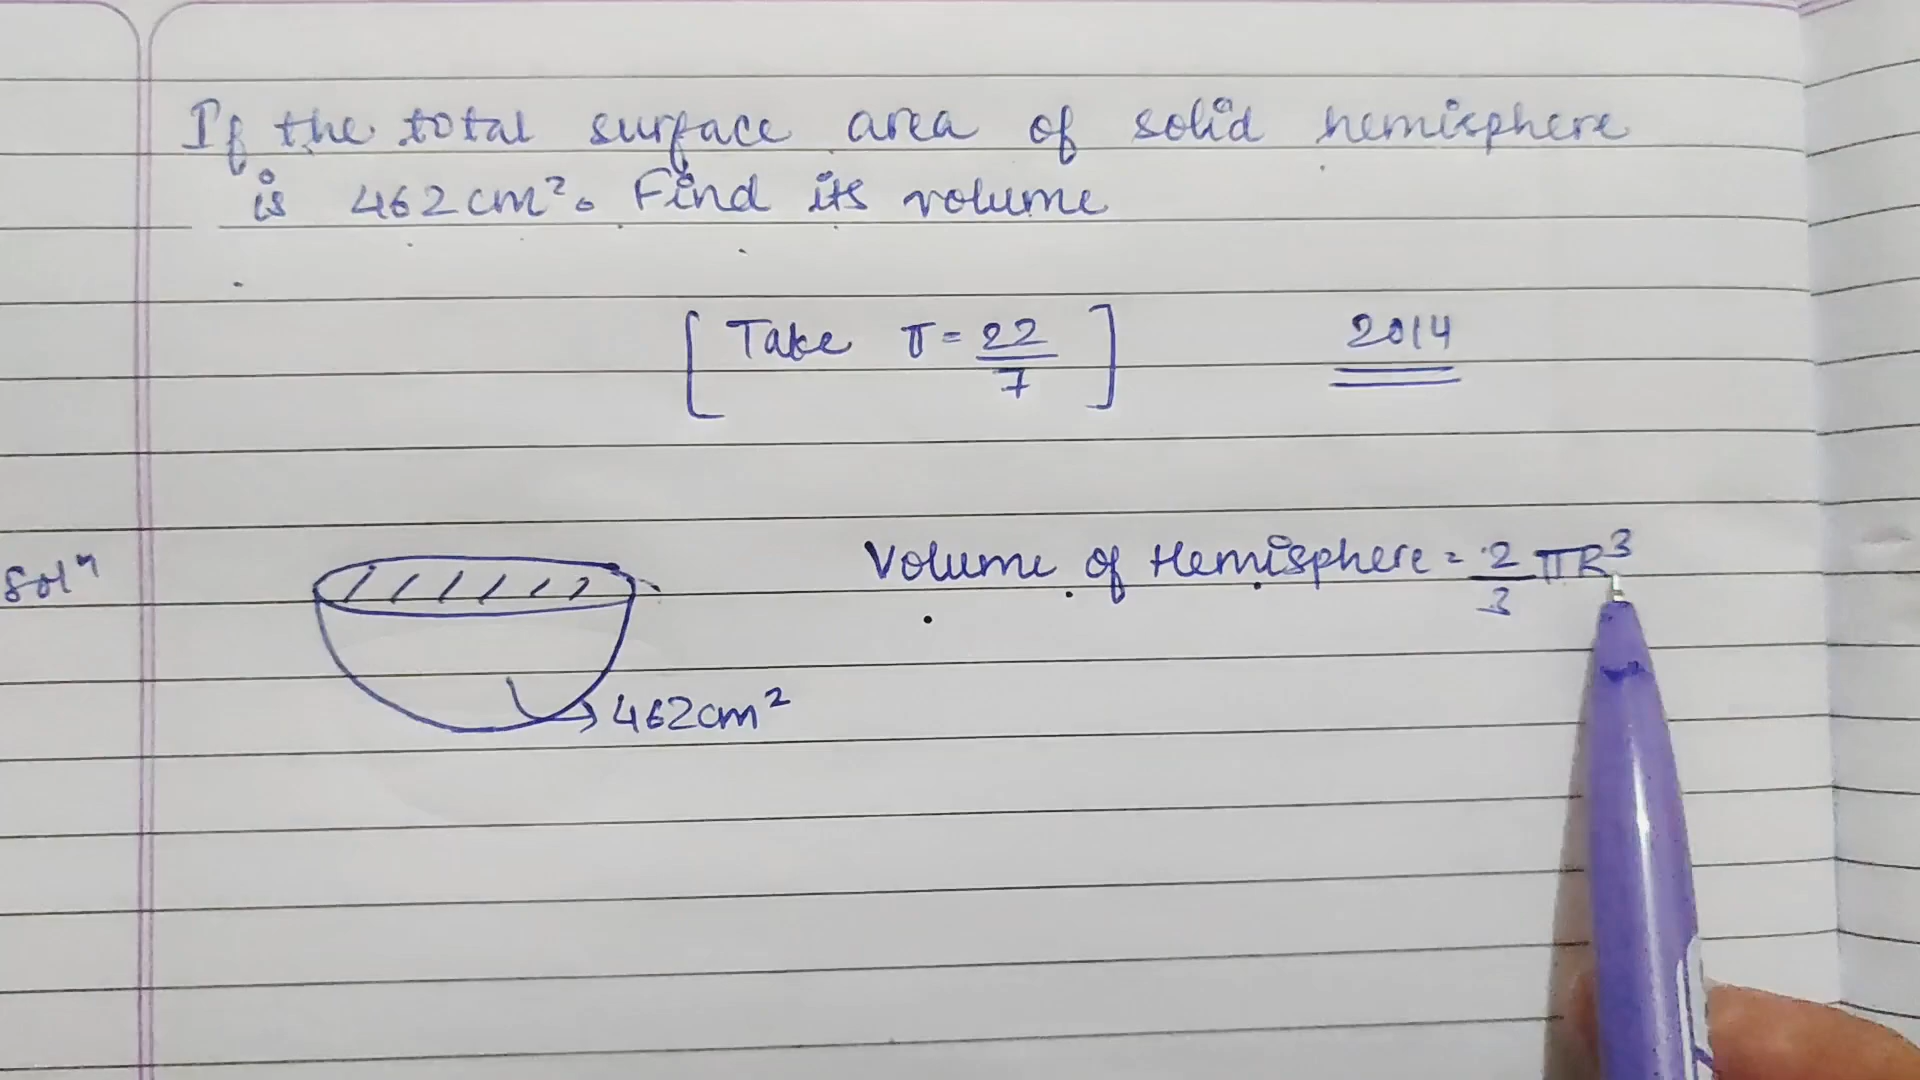 If the total surface area of solid hemisphere
is 462 cm². Find its volume
[Take π = 22/7]
2014
Solⁿ
Volume of Hemisphere = 2/3 πR³
462cm²